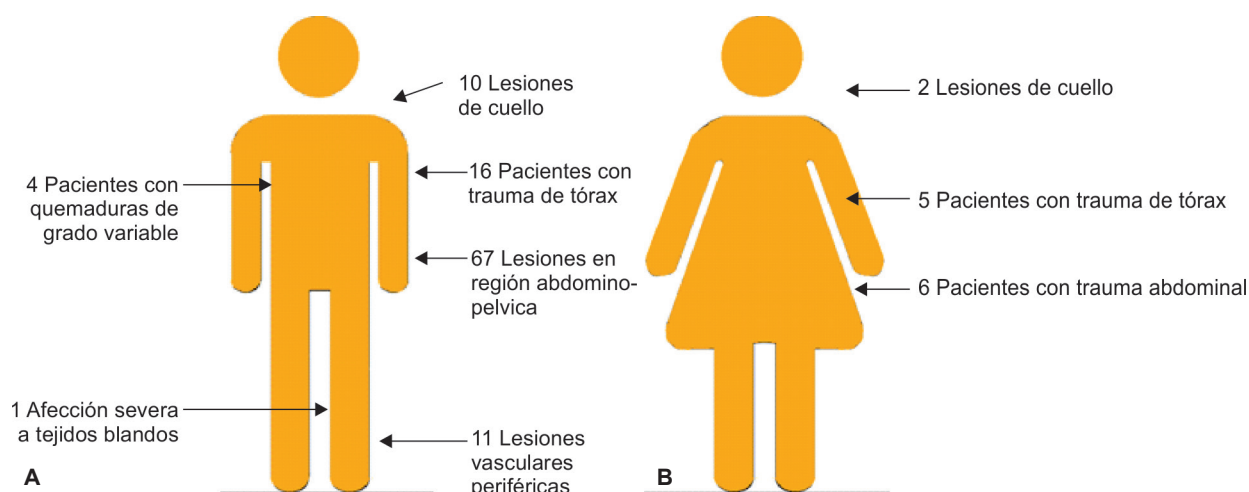 10 Lesiones
de cuello
16 Pacientes con
trauma de tórax
4 Pacientes con
quemaduras de
grado variable
67 Lesiones en
región abdomino-
pelvica
1 Afección severa
a tejidos blandos
11 Lesiones
vasculares
periféricas
A
2 Lesiones de cuello
5 Pacientes con trauma de tórax
6 Pacientes con trauma abdominal
B